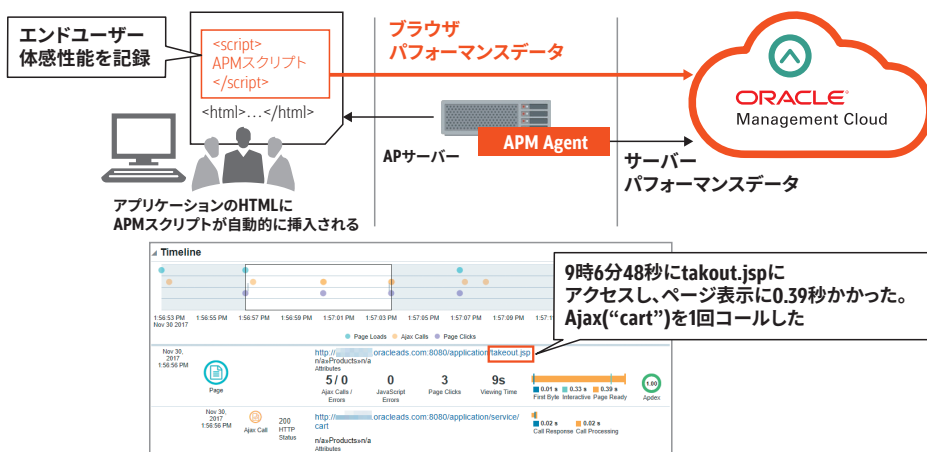 エンドユーザー
体感性能を記録
<script>
APMスクリプト
</script>
<html>…</html>
アプリケーションのHTMLに
APMスクリプトが自動的に挿入される
ブラウザ
パフォーマンスデータ
APサーバー
APM Agent
サーバー
パフォーマンスデータ
ORACLE®
Management Cloud
Timeline
1:56:53 PM 1:56:55 PM 1:56:57 PM 1:56:59 PM 1:57:01 PM 1:57:03 PM 1:57:05 PM 1:57:07 PM 1:57:09 PM
Nov 30 2017
Page Loads Ajax Calls Page Clicks
9時6分48秒にtakout.jspに
アクセスし、ページ表示に0.39秒かかった。
Ajax(“cart”)を1回コールした
Nov 30,
2017
1:56:56 PM
Page
http:// .oracleads.com:8080/application/takeout.jsp
n/a»Products»n/a
Attributes
5 / 0 0 3 9s
Ajax Calls / Errors
JavaScript Errors
Page Clicks
Viewing Time
0.01 s 0.33 s 0.39 s
First Byte Interactive Page Ready
1.00
Apdex
Nov 30,
2017
1:56:56 PM
Ajax Call
200
HTTP
Status
http:// .oracleads.com:8080/application/service/
cart
n/a»Products»n/a
Attributes
0.02 s 0.02 s
Call Response Call Processing